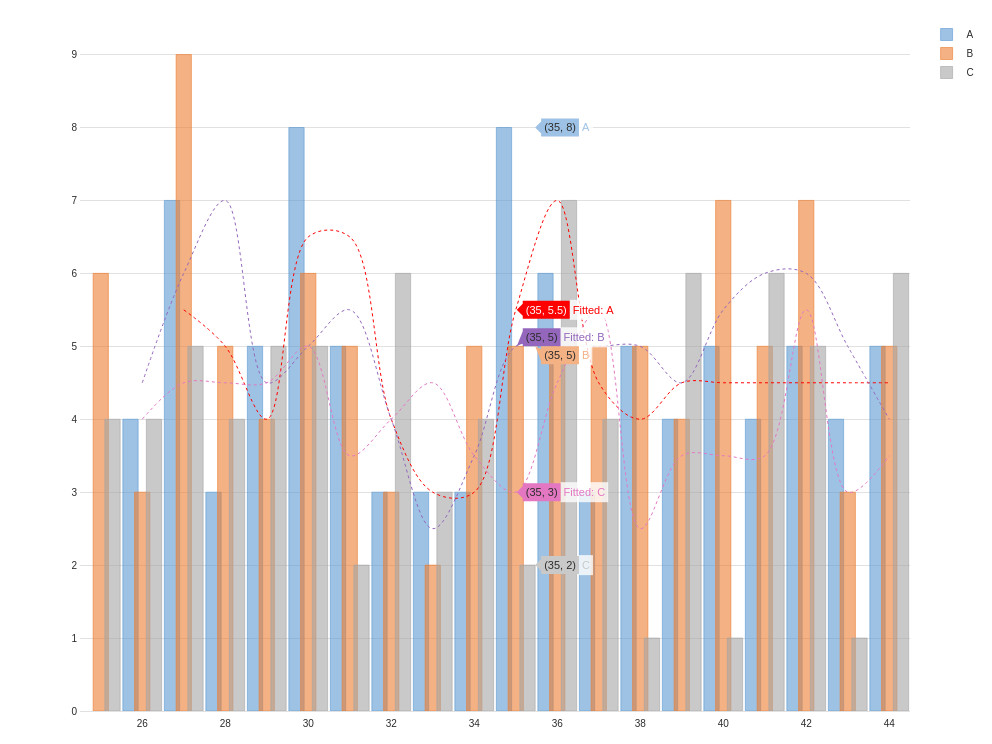 A
B
C
9
8
7
6
5
4
3
2
1
0
(35, 8) A
(35, 5.5) Fitted: A
(35, 5) Fitted: B
(35, 5) B
(35, 3) Fitted: C
(35, 2) C
26 28 30 32 34 36 38 40 42 44